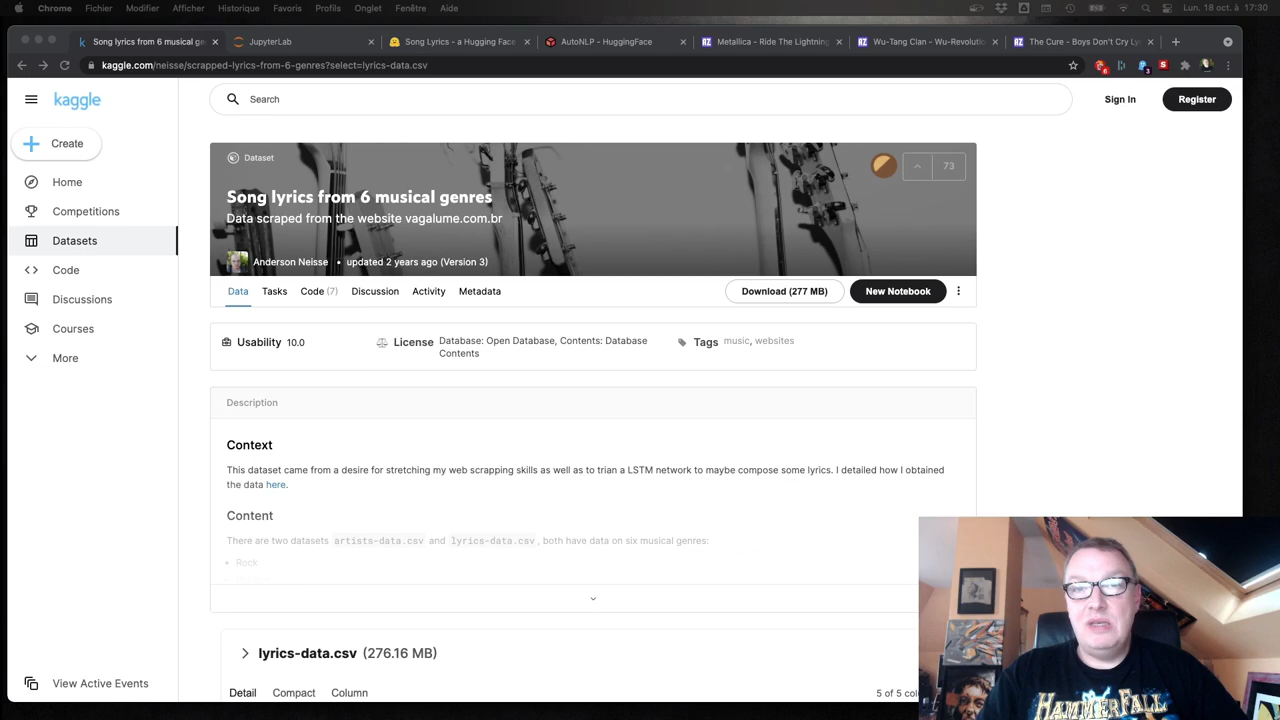 Chrome Fichier Modifier Afficher Historique Favoris Profils Onglet Fenêtre Aide Lun. 18 oct. à 17:30
Song lyrics from 6 musical ge JupyterLab Song Lyrics - a Hugging Face AutoNLP - HuggingFace Metallica - Ride The Lightning Wu-Tang Clan - Wu-Revolutio The Cure - Boys Don't Cry Ly
kaggle.com/neisse/scrapped-lyrics-from-6-genres?select=lyrics-data.csv
kaggle
Search
Sign In
Register
Create
Home
Competitions
Datasets
Code
Discussions
Courses
More
View Active Events
Dataset
73
Song lyrics from 6 musical genres
Data scraped from the website vagalume.com.br
Anderson Neisse • updated 2 years ago (Version 3)
Data Tasks Code (7) Discussion Activity Metadata Download (277 MB) New Notebook
Usability 10.0 License Database: Open Database, Contents: Database Tags music, websites
Contents
Description
Context
This dataset came from a desire for stretching my web scrapping skills as well as to trian a LSTM network to maybe compose some lyrics. I detailed how I obtained
the data here.
Content
There are two datasets artists-data.csv and lyrics-data.csv, both have data on six musical genres:
• Rock
lyrics-data.csv (276.16 MB)
Detail Compact Column 5 of 5 colu
HAMMERFALL